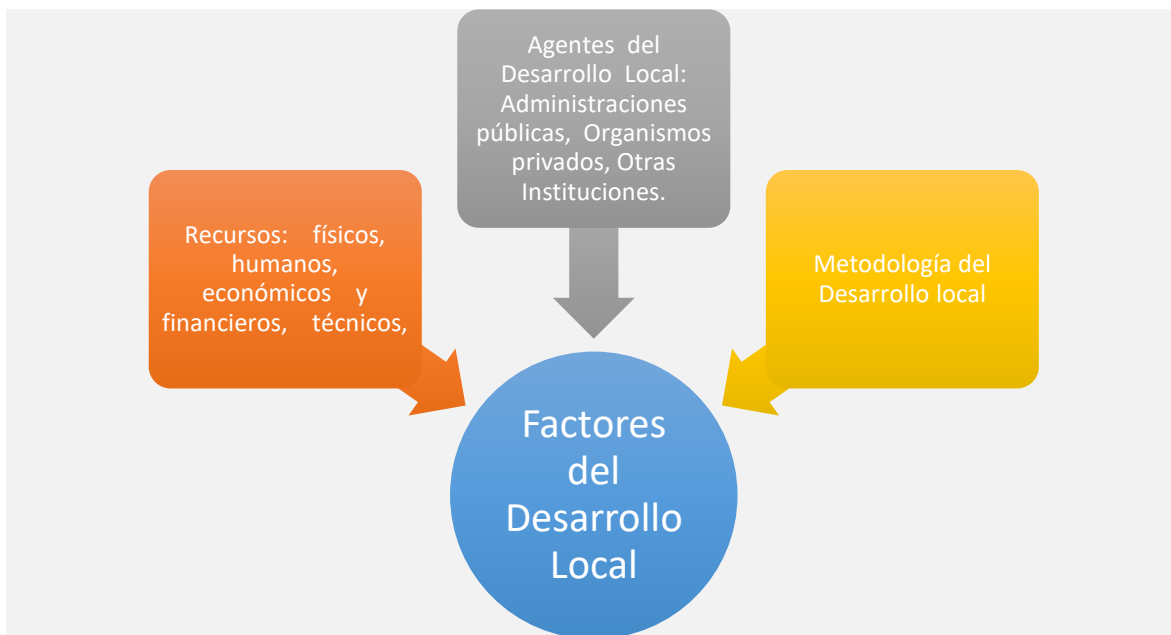 Agentes del
Desarrollo Local:
Administraciones
públicas, Organismos
privados, Otras
Instituciones.
Recursos: físicos,
humanos,
económicos y
financieros, técnicos,
Metodología del
Desarrollo local
Factores
del
Desarrollo
Local